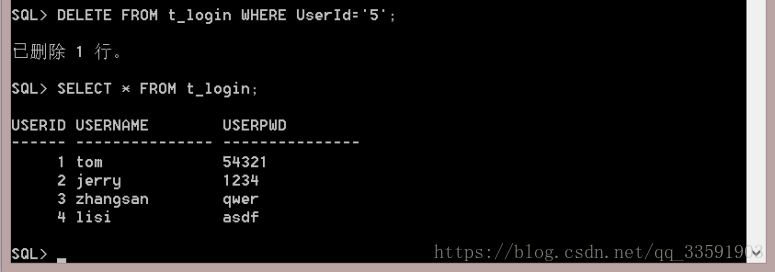 SQL> DELETE FROM t_login WHERE UserId='5';
已删除 1 行。
SQL> SELECT * FROM t_login;
USERID USERNAME        USERPWD
------ --------------- ---------------
     1 tom             54321
     2 jerry           1234
     3 zhangsan        qwer
     4 lisi            asdf
SQL> _
https://blog.csdn.net/qq_33591903